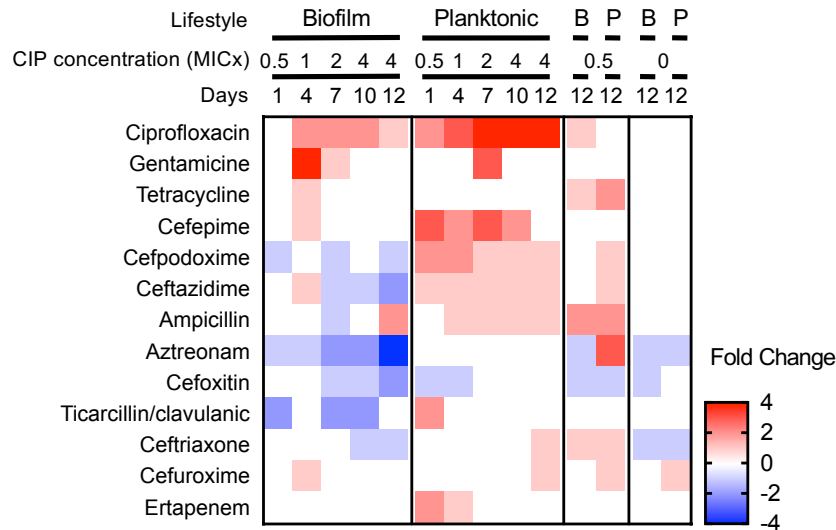 Lifestyle Biofilm Planktonic B P B P
CIP concentration (MICx) 0.5 1 2 4 4 0.5 1 2 4 4 0.5 0
Days 1 4 7 10 12 1 4 7 10 12 12 12 12 12
Ciprofloxacin
Gentamicine
Tetracycline
Cefepime
Cefpodoxime
Ceftazidime
Ampicillin
Aztreonam
Cefoxitin
Ticarcillin/clavulanic
Ceftriaxone
Cefuroxime
Ertapenem
Fold Change
4
2
0
-2
-4